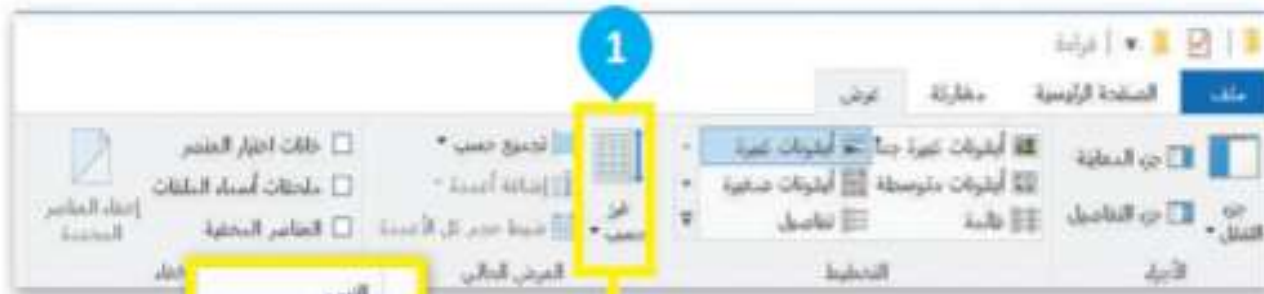 1
قراءة
ملف الصفحة الرئيسية مشاركة عرض
جزء التنقل
جزء المعاينة
جزء التفاصيل
أيقونات كبيرة جداً أيقونات كبيرة
أيقونات متوسطة أيقونات صغيرة
قائمة تفاصيل
فرز حسب
تجميع حسب
إضافة أعمدة
ضبط حجم كل الأعمدة
خانات اختيار العنصر
ملحقات أسماء الملفات
العناصر المخفية
إخفاء العناصر المحددة
الأجزاء التخطيط العرض الحالي